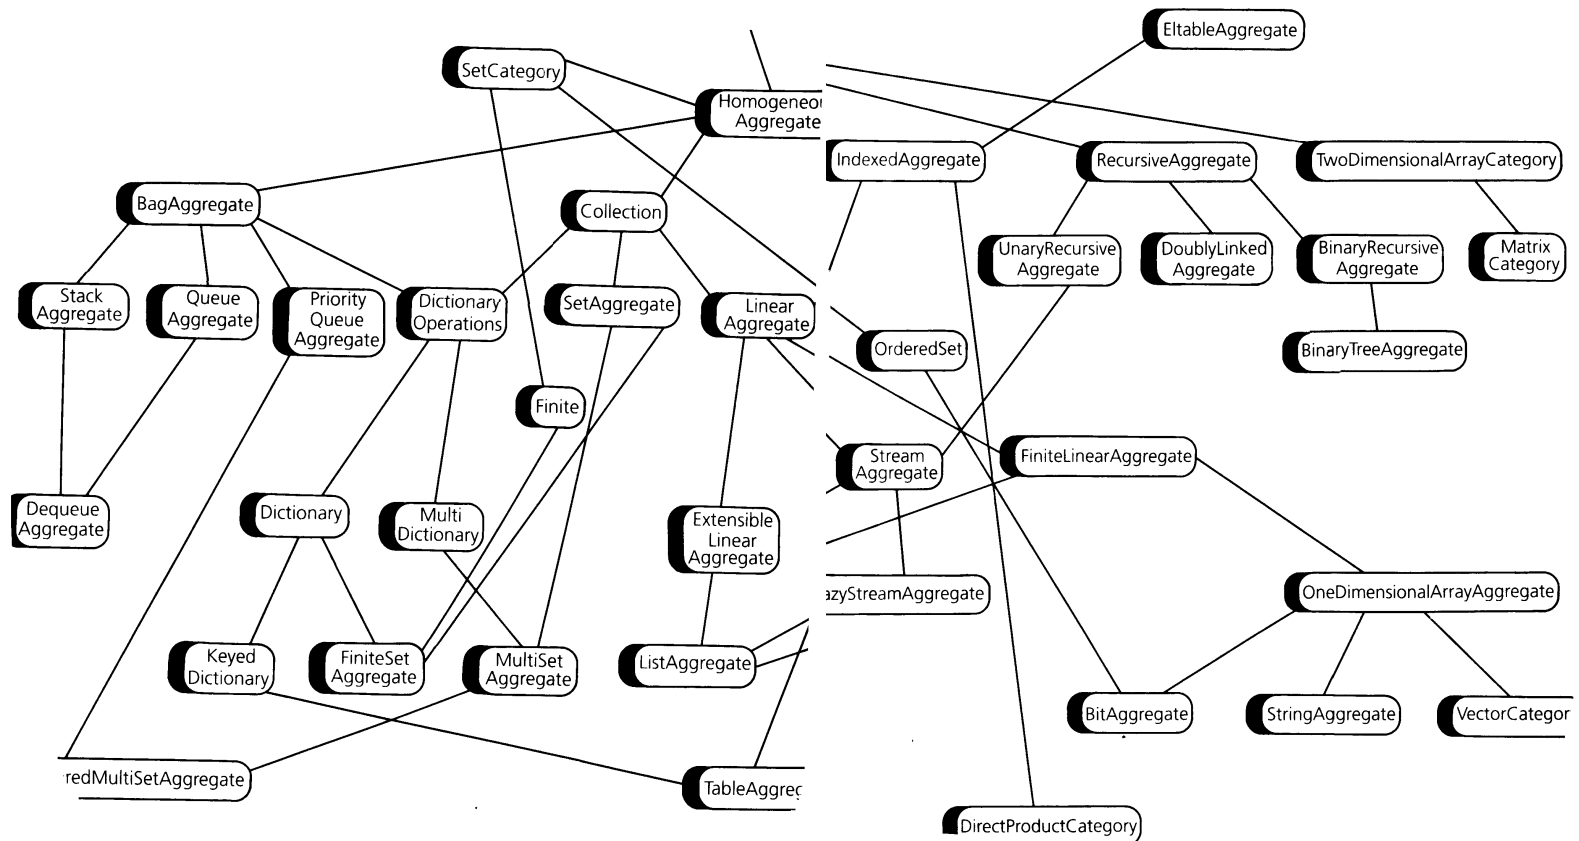 EltableAggregate
SetCategory
Homogeneou
Aggregate
IndexedAggregate
RecursiveAggregate
TwoDimensionalArrayCategory
BagAggregate
Collection
UnaryRecursive
Aggregate
DoublyLinked
Aggregate
BinaryRecursive
Aggregate
Matrix
Category
Stack
Aggregate
Queue
Aggregate
Priority
Queue
Aggregate
Dictionary
Operations
SetAggregate
Linear
Aggregate
OrderedSet
BinaryTreeAggregate
Finite
Stream
Aggregate
FiniteLinearAggregate
Dequeue
Aggregate
Dictionary
Multi
Dictionary
Extensible
Linear
Aggregate
azyStreamAggregate
OneDimensionalArrayAggregate
Keyed
Dictionary
FiniteSet
Aggregate
MultiSet
Aggregate
ListAggregate
BitAggregate
StringAggregate
VectorCategor
redMultiSetAggregate
TableAggreg
DirectProductCategory